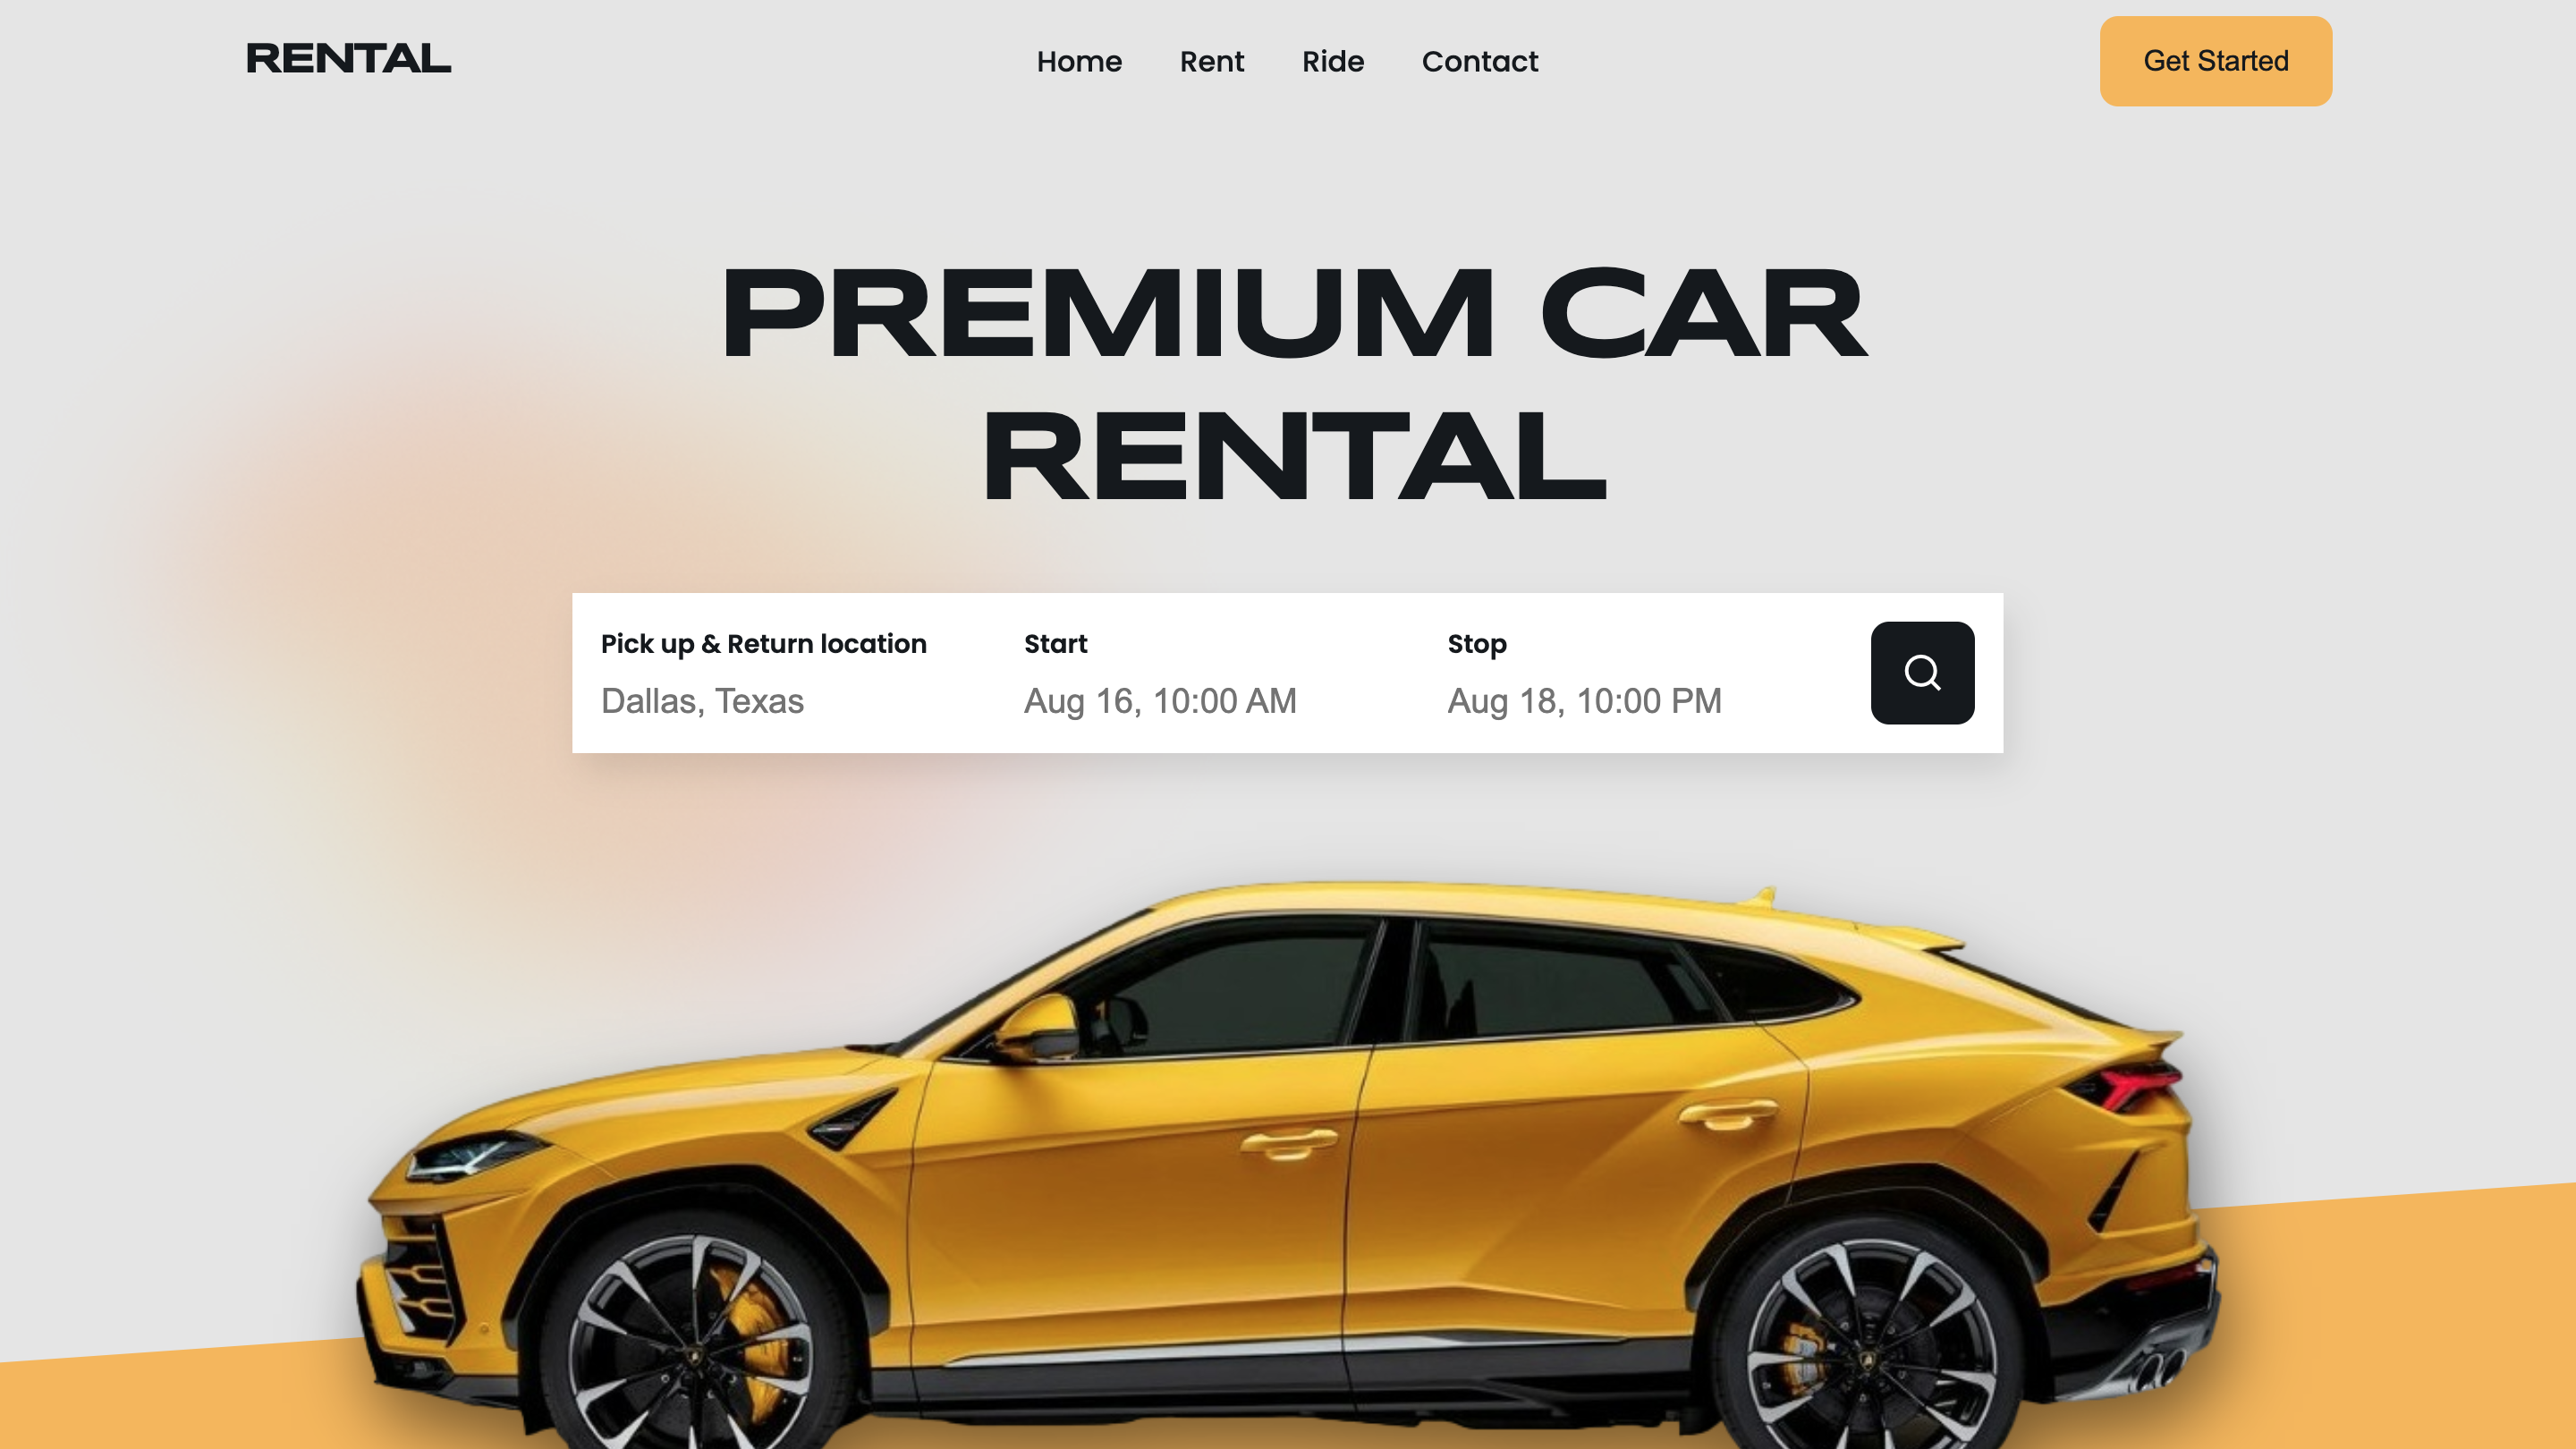 RENTAL
Home Rent Ride Contact
Get Started
PREMIUM CAR
RENTAL
Pick up & Return location
Dallas, Texas
Start
Aug 16, 10:00 AM
Stop
Aug 18, 10:00 PM